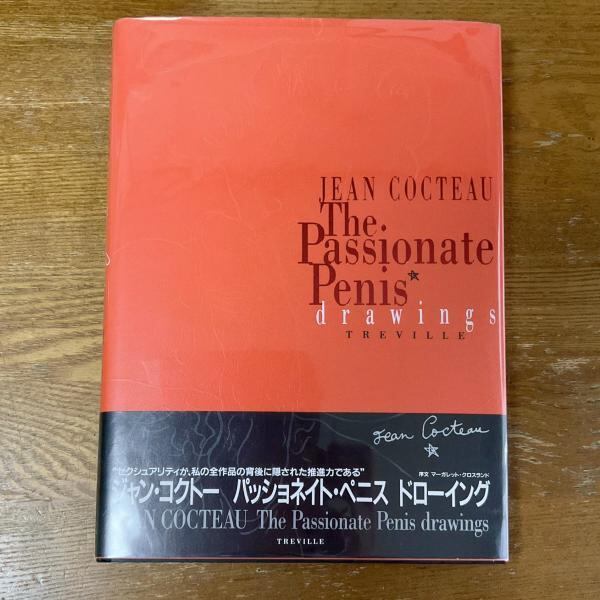 JEAN COCTEAU
The
Passionate
Penis
drawings
TREVILLE
Jean Cocteau
"セクシュアリティが、私の全作品の背後に隠された推進力である"
序文 マーガレット・クロスランド
ジャン・コクトー パッショネイト・ペニス ドローイング
JEAN COCTEAU The Passionate Penis drawings
TREVILLE